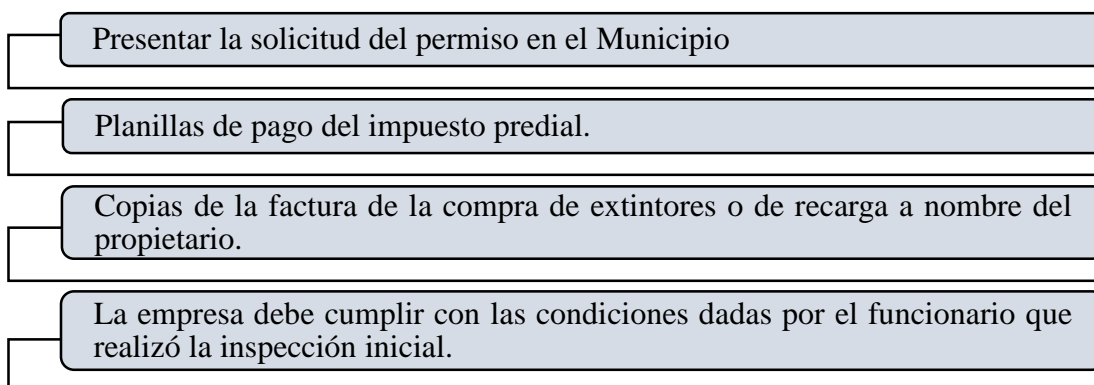 Presentar la solicitud del permiso en el Municipio
Planillas de pago del impuesto predial.
Copias de la factura de la compra de extintores o de recarga a nombre del
propietario.
La empresa debe cumplir con las condiciones dadas por el funcionario que
realizó la inspección inicial.